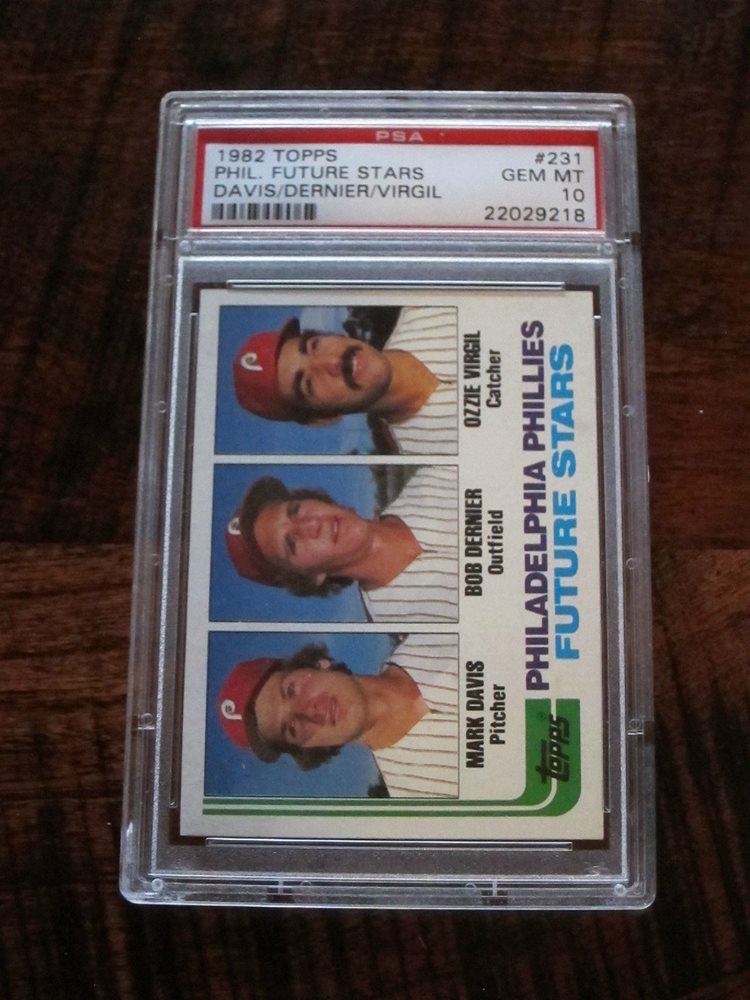 PSA
1982 TOPPS #231
PHIL. FUTURE STARS GEM MT
DAVIS/DERNIER/VIRGIL 10
22029218
MARK DAVIS
Pitcher
BOB DERNIER
Outfield
OZZIE VIRGIL
Catcher
TOPPS®
PHILADELPHIA PHILLIES
FUTURE STARS